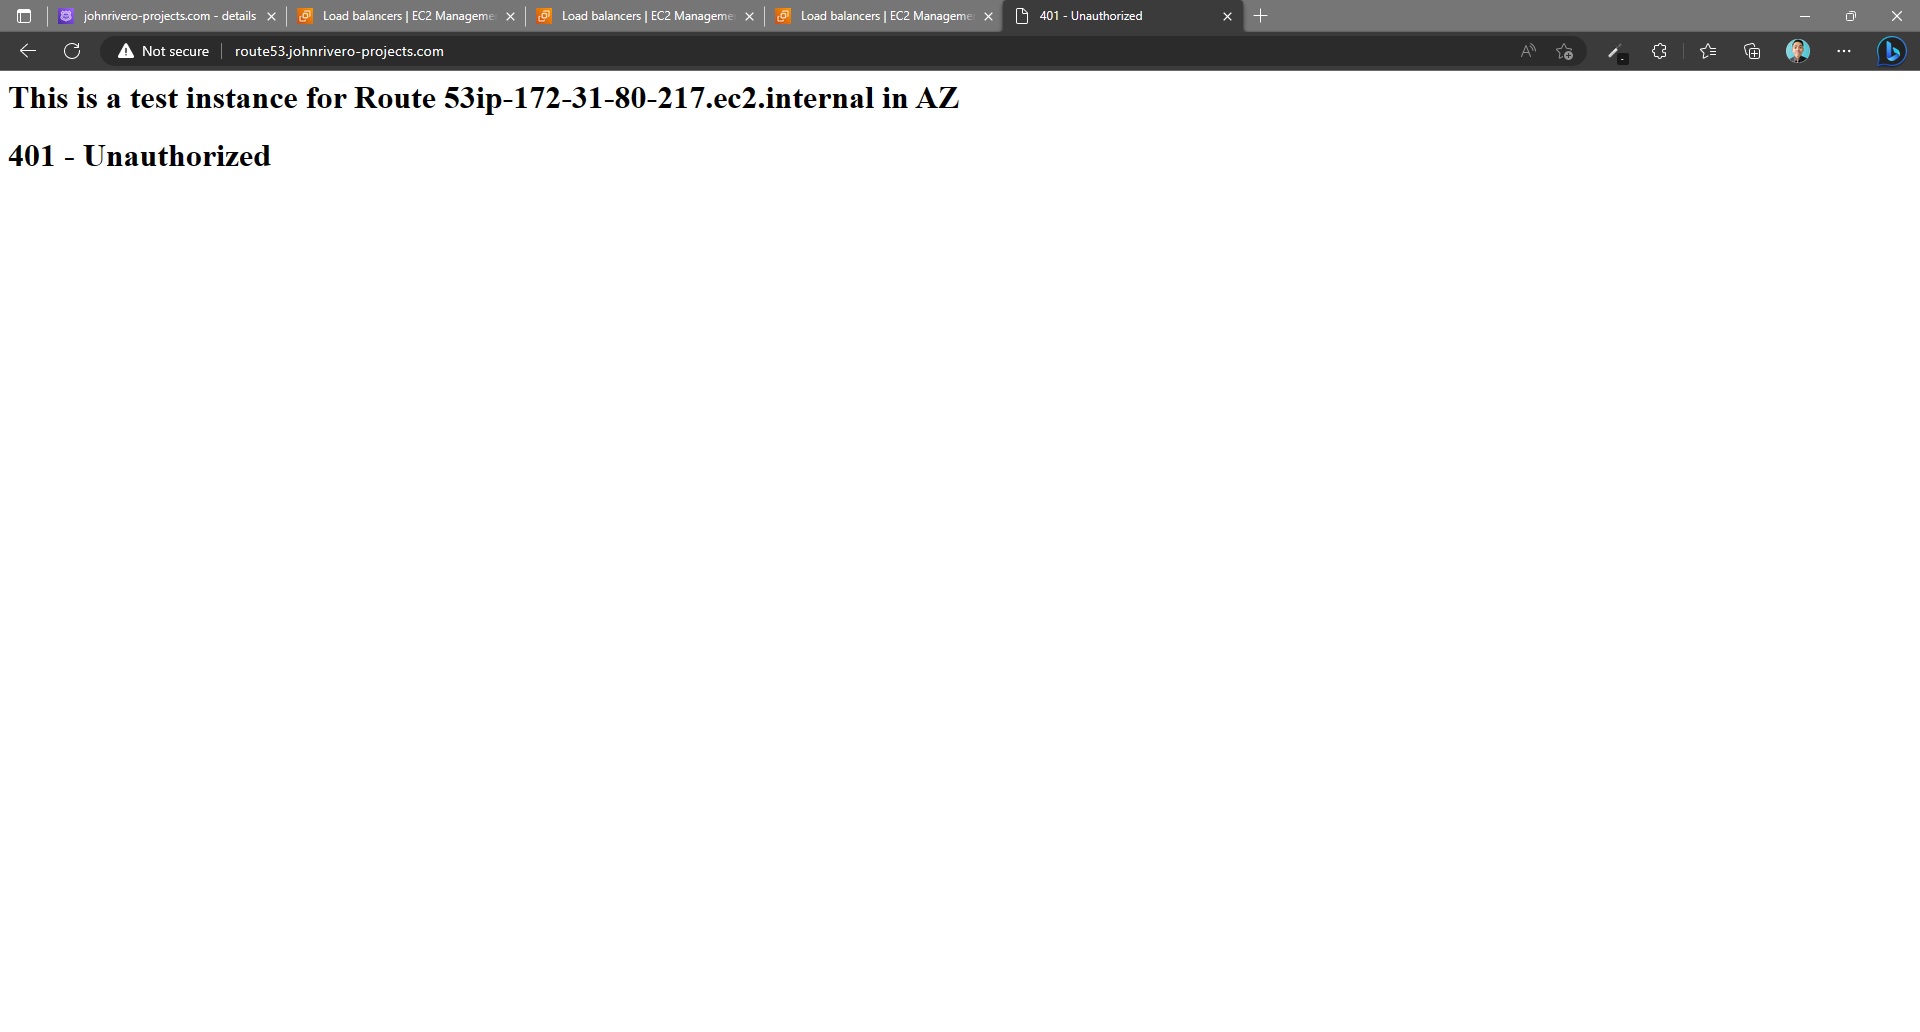 johnrivero-projects.com - details
Load balancers | EC2 Manageme
Load balancers | EC2 Manageme
Load balancers | EC2 Manageme
401 - Unauthorized
Not secure
route53.johnrivero-projects.com
This is a test instance for Route 53ip-172-31-80-217.ec2.internal in AZ
401 - Unauthorized